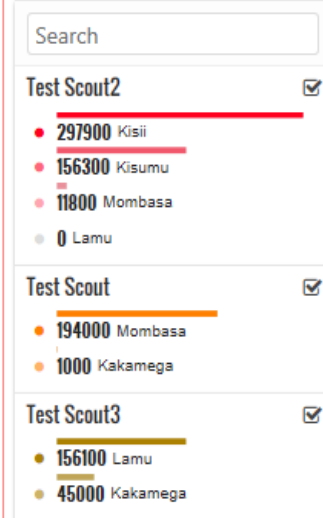 Search
Test Scout2
297900 Kisii
156300 Kisumu
11800 Mombasa
0 Lamu
Test Scout
194000 Mombasa
1000 Kakamega
Test Scout3
156100 Lamu
45000 Kakamega